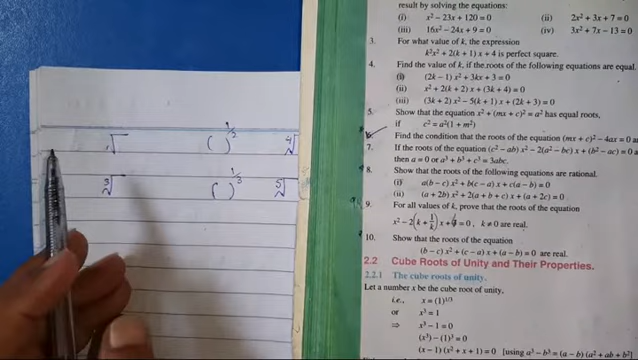 √ ( )^1/2 4√
3√ ( )^1/3 5√
result by solving the equations:
(i) x² − 23x + 120 = 0 (ii) 2x² + 3x + 7 = 0
(iii) 16x² − 24x + 9 = 0 (iv) 3x² + 7x − 13 = 0
3. For what value of k, the expression
k²x² + 2(k + 1)x + 4 is perfect square.
4. Find the value of k, if the roots of the following equations are equal.
(i) (2k − 1)x² + 3kx + 3 = 0
(ii) x² + 2(k + 2)x + (3k + 4) = 0
(iii) (3k + 2)x² − 5(k + 1)x + (2k + 3) = 0
5. Show that the equation x² + (mx + c)² = a² has equal roots,
if c² = a²(1 + m²)
6. Find the condition that the roots of the equation (mx + c)² − 4ax = 0 a
7. If the roots of the equation (c² − ab)x² − 2(a² − bc)x + (b² − ac) = 0 a
then a = 0 or a³ + b³ + c³ = 3abc.
8. Show that the roots of the following equations are rational.
(i) a(b − c)x² + b(c − a)x + c(a − b) = 0
(ii) (a + 2b)x² + 2(a + b + c)x + (a + 2c) = 0
9. For all values of k, prove that the roots of the equation
x² − 2(k + 1/k)x + = 0, k ≠ 0 are real.
10. Show that the roots of the equation
(b − c)x² + (c − a)x + (a − b) = 0 are real.
2.2 Cube Roots of Unity and Their Properties.
2.2.1 The cube roots of unity.
Let a number x be the cube root of unity,
i.e., x = (1)^1/3
or x³ = 1
⇒ x³ − 1 = 0
(x)³ − (1)³ = 0
(x − 1)(x² + x + 1) = 0 [using a³ − b³ = (a − b)(a² + ab + b²]